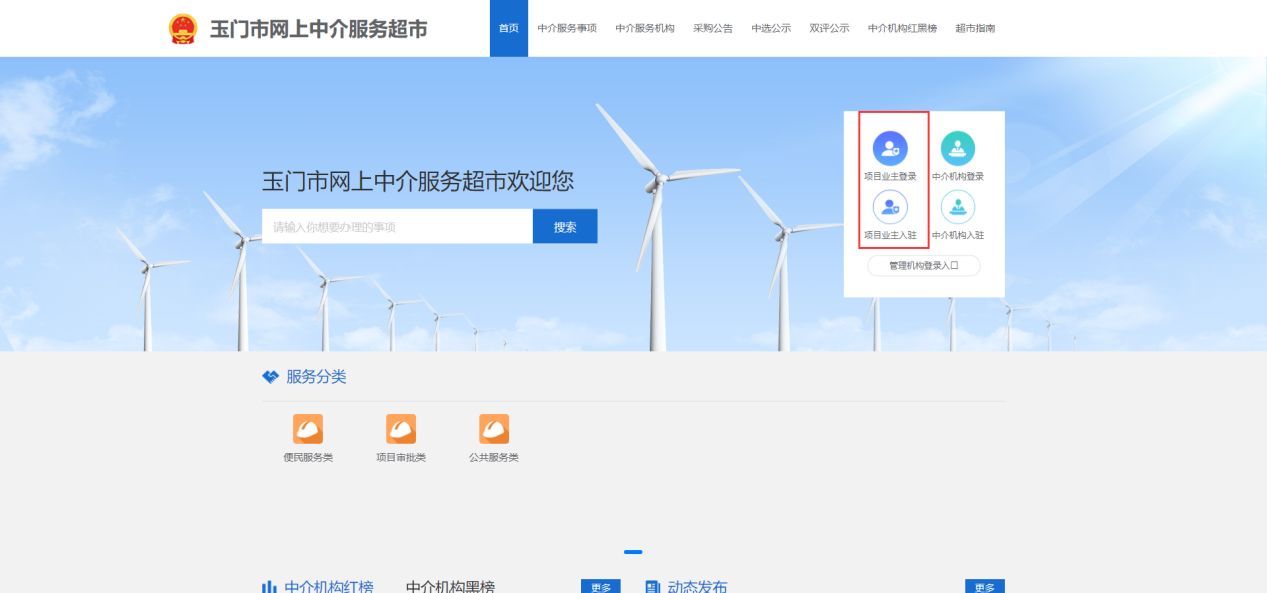 玉门市网上中介服务超市
首页 中介服务事项 中介服务机构 采购公告 中选公示 双评公示 中介机构红黑榜 超市指南
玉门市网上中介服务超市欢迎您
请输入你想要办理的事项 搜索
项目业主登录 中介机构登录
项目业主入驻 中介机构入驻
管理机构登录入口
服务分类
便民服务类 项目审批类 公共服务类
中介机构红榜 中介机构黑榜 更多 动态发布 更多